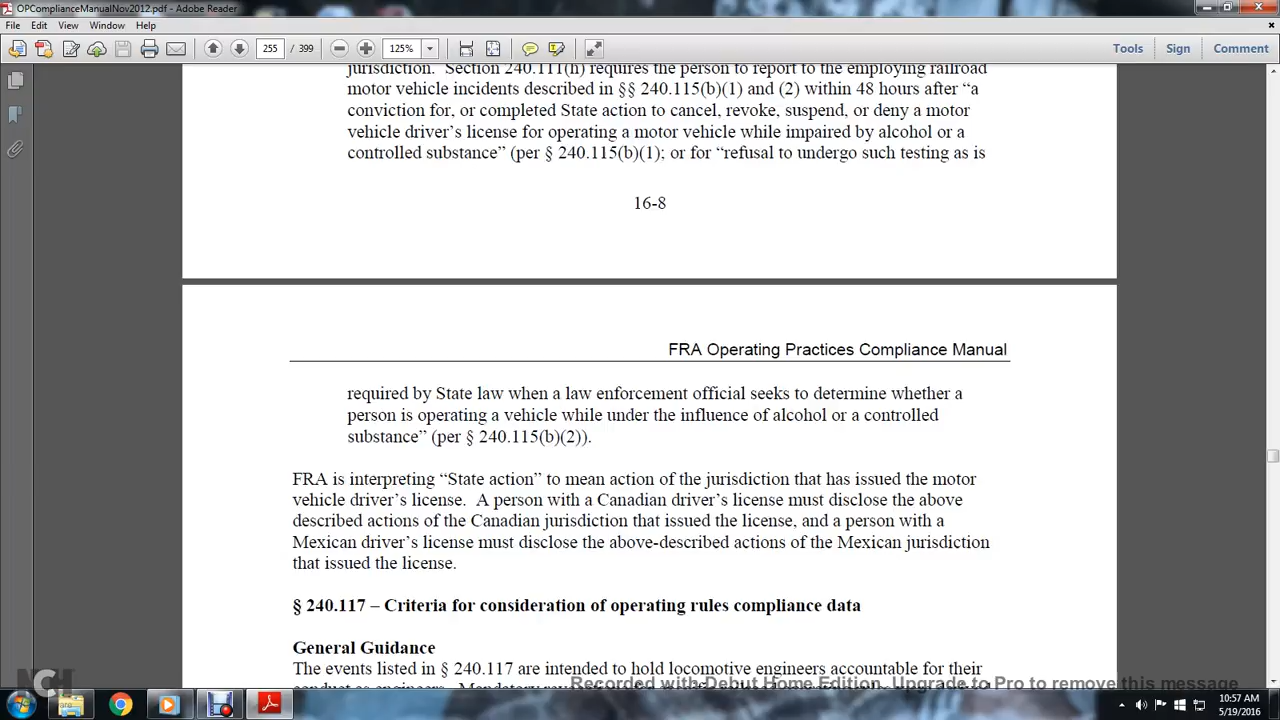 OPComplianceManualNov2012.pdf - Adobe Reader
File Edit View Window Help
255 / 399 125% Tools Sign Comment
jurisdiction. Section 240.111(h) requires the person to report to the employing railroad
motor vehicle incidents described in §§ 240.115(b)(1) and (2) within 48 hours after “a
conviction for, or completed State action to cancel, revoke, suspend, or deny a motor
vehicle driver’s license for operating a motor vehicle while impaired by alcohol or a
controlled substance” (per § 240.115(b)(1); or for “refusal to undergo such testing as is
16-8
FRA Operating Practices Compliance Manual
required by State law when a law enforcement official seeks to determine whether a
person is operating a vehicle while under the influence of alcohol or a controlled
substance” (per § 240.115(b)(2)).
FRA is interpreting “State action” to mean action of the jurisdiction that has issued the motor
vehicle driver’s license. A person with a Canadian driver’s license must disclose the above
described actions of the Canadian jurisdiction that issued the license, and a person with a
Mexican driver’s license must disclose the above-described actions of the Mexican jurisdiction
that issued the license.
§ 240.117 – Criteria for consideration of operating rules compliance data
General Guidance
The events listed in § 240.117 are intended to hold locomotive engineers accountable for their
Recorded with Debut Home Edition. Upgrade to Pro to remove this message
NCH
10:57 AM
5/19/2016